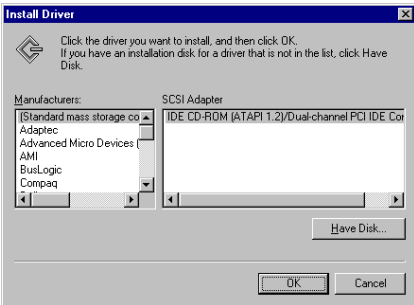 Install Driver
Click the driver you want to install, and then click OK.
If you have an installation disk for a driver that is not in the list, click Have
Disk.
Manufacturers:
(Standard mass storage co
Adaptec
Advanced Micro Devices (
AMI
BusLogic
Compaq
SCSI Adapter
IDE CD-ROM (ATAPI 1.2)/Dual-channel PCI IDE Con
Have Disk...
OK
Cancel